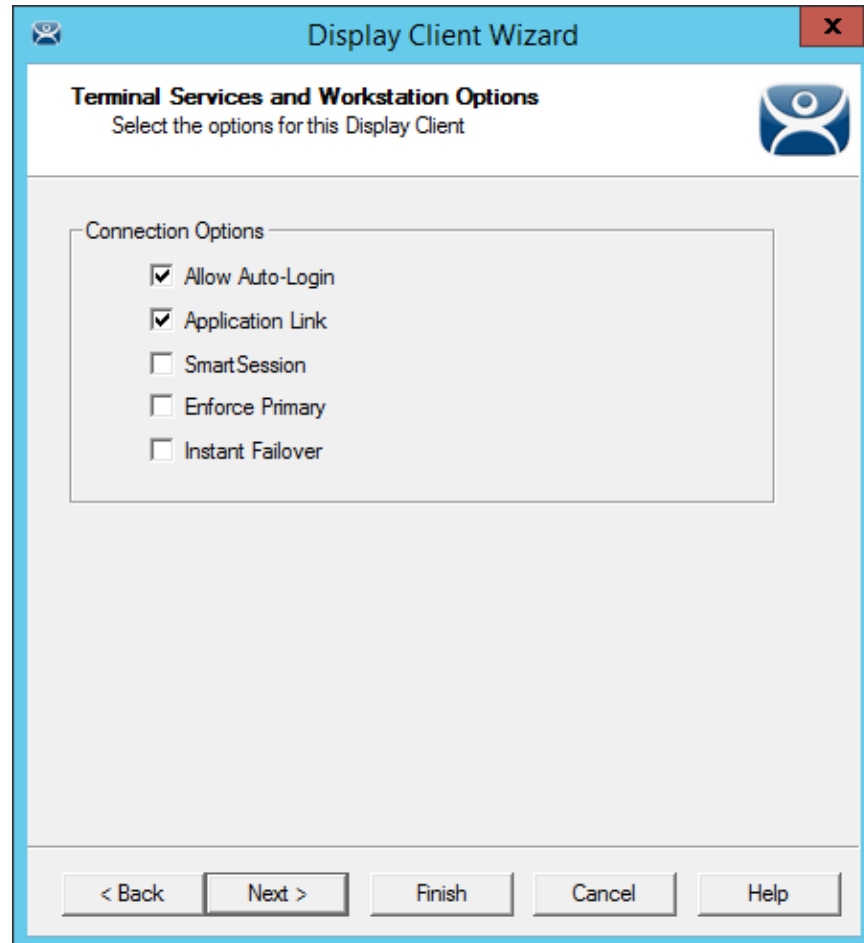 Display Client Wizard
x
Terminal Services and Workstation Options
Select the options for this Display Client
Connection Options
Allow Auto-Login
Application Link
SmartSession
Enforce Primary
Instant Failover
< Back Next > Finish Cancel Help